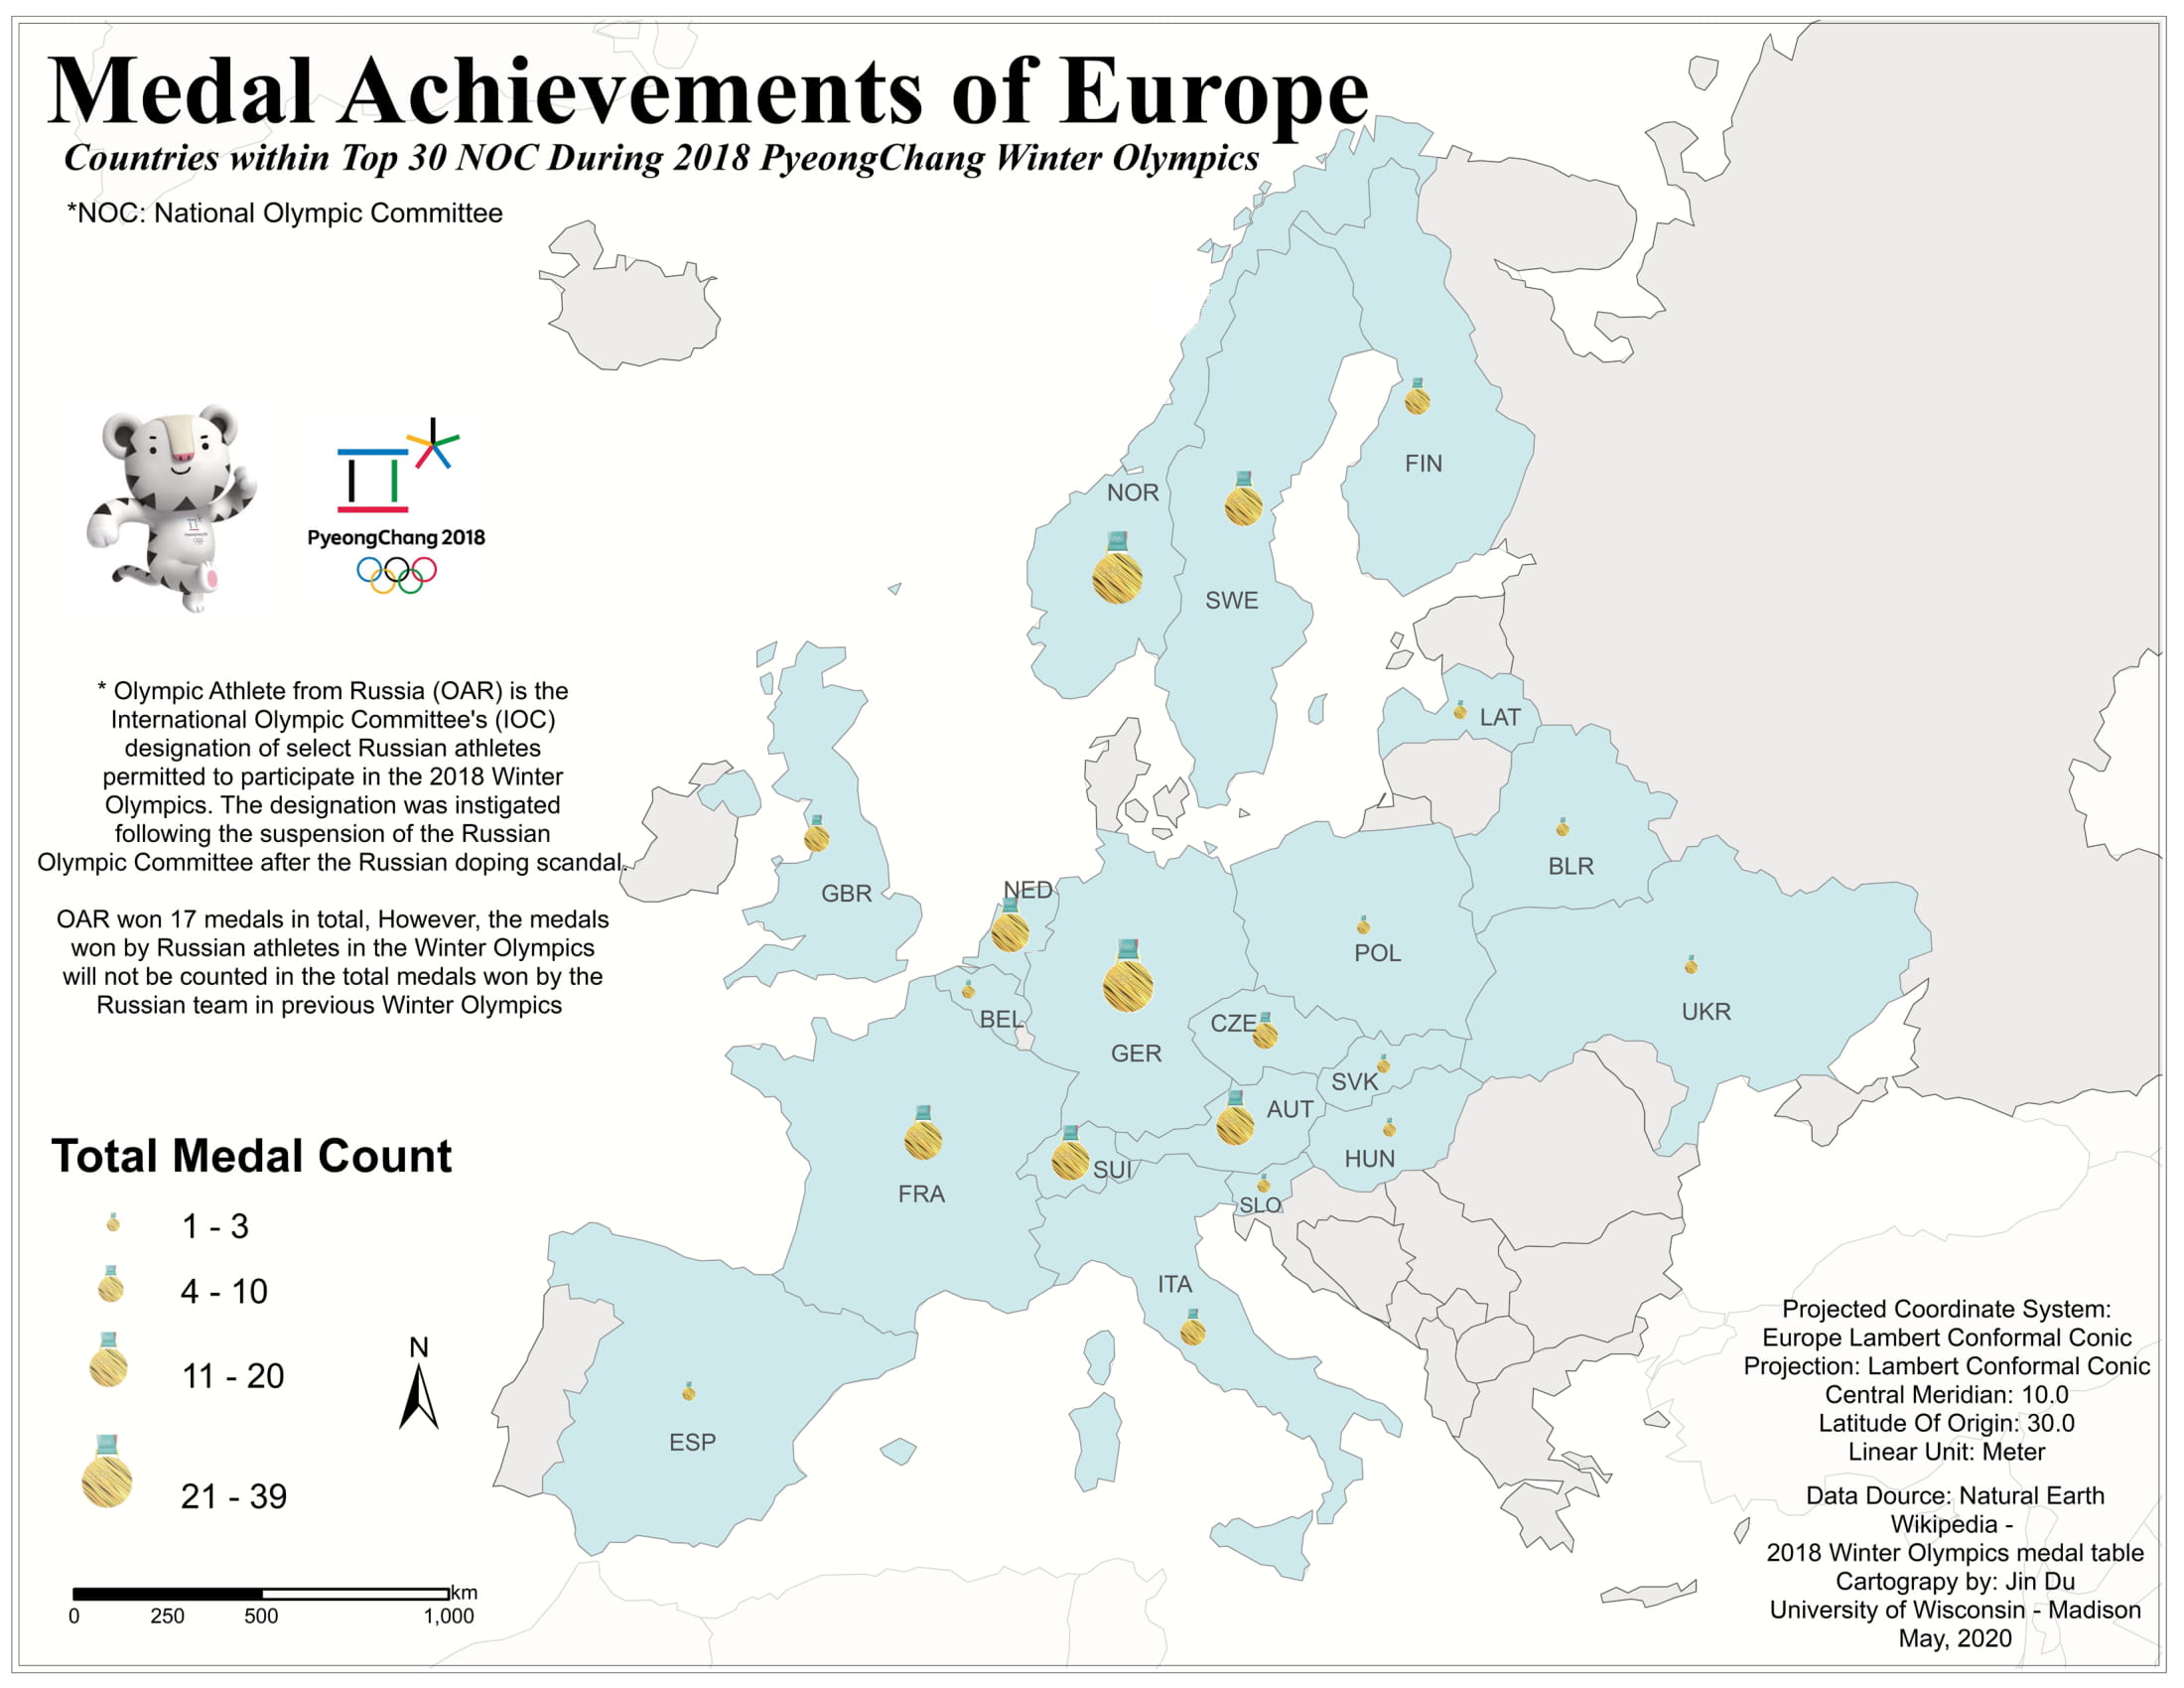 Medal Achievements of Europe
Countries within Top 30 NOC During 2018 PyeongChang Winter Olympics
*NOC: National Olympic Committee
PyeongChang 2018
* Olympic Athlete from Russia (OAR) is the
International Olympic Committee's (IOC)
designation of select Russian athletes
permitted to participate in the 2018 Winter
Olympics. The designation was instigated
following the suspension of the Russian
Olympic Committee after the Russian doping scandal.
OAR won 17 medals in total, However, the medals
won by Russian athletes in the Winter Olympics
will not be counted in the total medals won by the
Russian team in previous Winter Olympics
FIN
NOR
SWE
LAT
BLR
GBR
NED
POL
UKR
BEL
CZE
GER
SVK
AUT
HUN
SUI
FRA
SLO
ITA
ESP
Total Medal Count
1 - 3
4 - 10
11 - 20
21 - 39
N
km
0 250 500 1,000
Projected Coordinate System:
Europe Lambert Conformal Conic
Projection: Lambert Conformal Conic
Central Meridian: 10.0
Latitude Of Origin: 30.0
Linear Unit: Meter
Data Dource: Natural Earth
Wikipedia -
2018 Winter Olympics medal table
Cartograpy by: Jin Du
University of Wisconsin - Madison
May, 2020